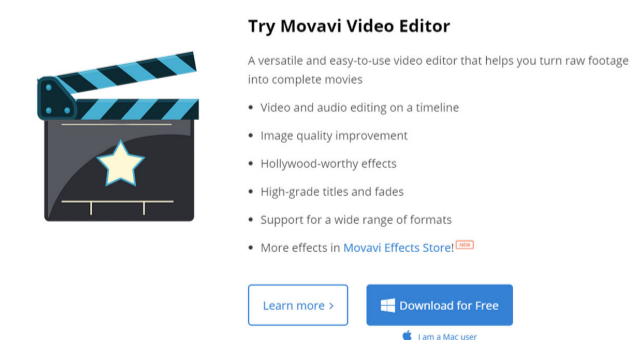 Try Movavi Video Editor
A versatile and easy-to-use video editor that helps you turn raw footage
into complete movies
• Video and audio editing on a timeline
• Image quality improvement
• Hollywood-worthy effects
• High-grade titles and fades
• Support for a wide range of formats
• More effects in Movavi Effects Store! NEW
Learn more >
Download for Free
I am a Mac user